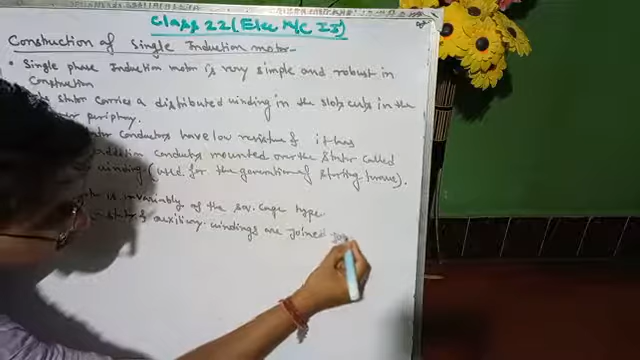 Class 22 (Elec M/C II)
Construction of Single Induction motor-
• Single phase Induction motor is very simple and robust in
Construction
stator carries a distributed winding in the slots cuts in the
periphery.
conductors have low resistance & it has
conductors mounted over the stator called
winding (used for the generation of starting torque).
is invariably of the sq. cage type.
stator & auxiliary windings are joined